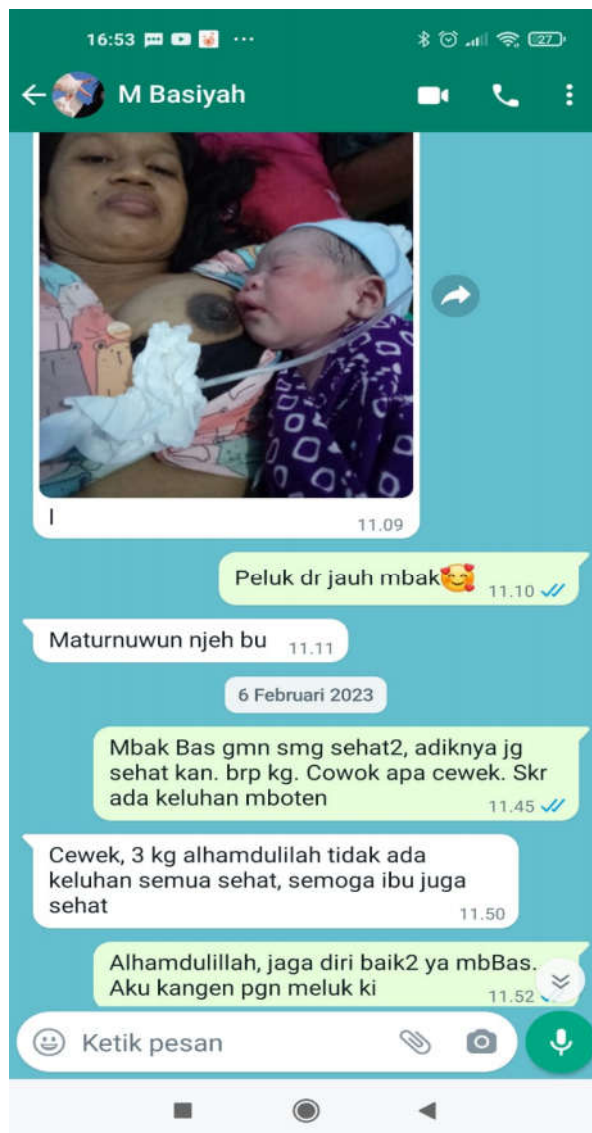 16:53
27
M Basiyah
l
11.09
Peluk dr jauh mbak🥰
11.10
Maturnuwun njeh bu
11.11
6 Februari 2023
Mbak Bas gmn smg sehat2, adiknya jg
sehat kan. brp kg. Cowok apa cewek. Skr
ada keluhan mboten
11.45
Cewek, 3 kg alhamdulilah tidak ada
keluhan semua sehat, semoga ibu juga
sehat
11.50
Alhamdulillah, jaga diri baik2 ya mbBas.
Aku kangen pgn meluk ki
11.52
Ketik pesan